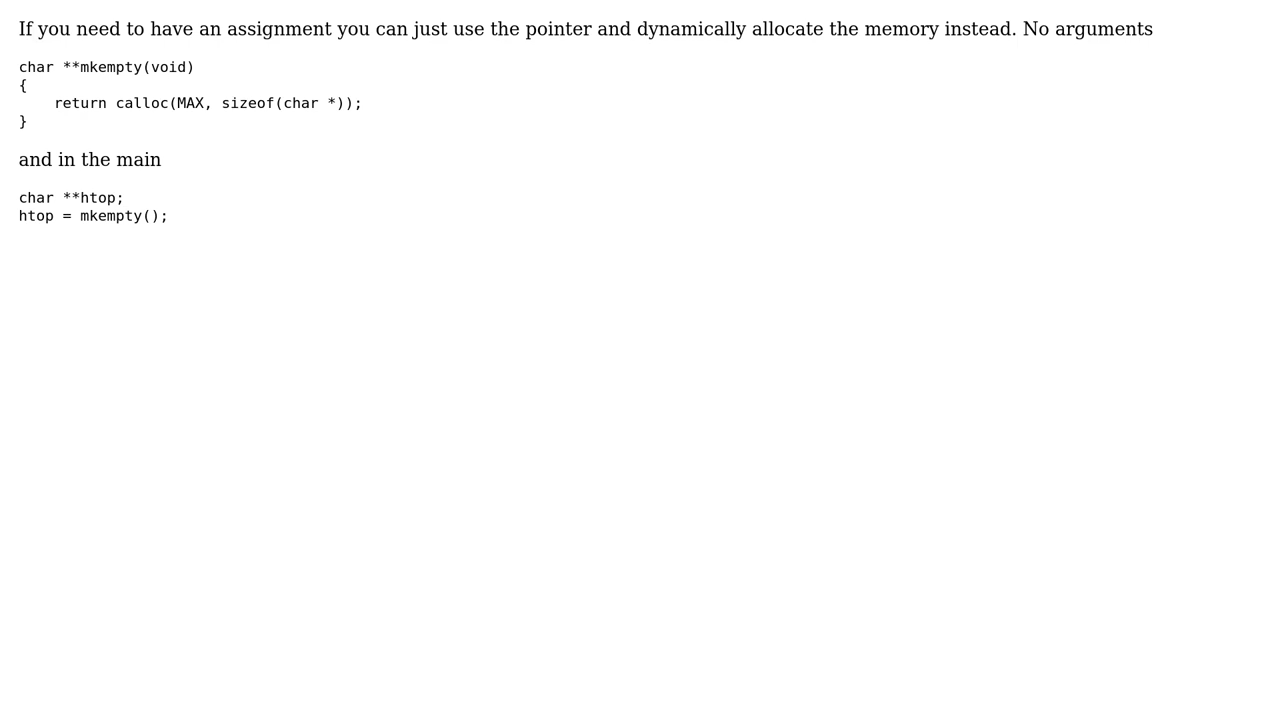 If you need to have an assignment you can just use the pointer and dynamically allocate the memory instead. No arguments
char **mkempty(void)
{
    return calloc(MAX, sizeof(char *));
}
and in the main
char **htop;
htop = mkempty();